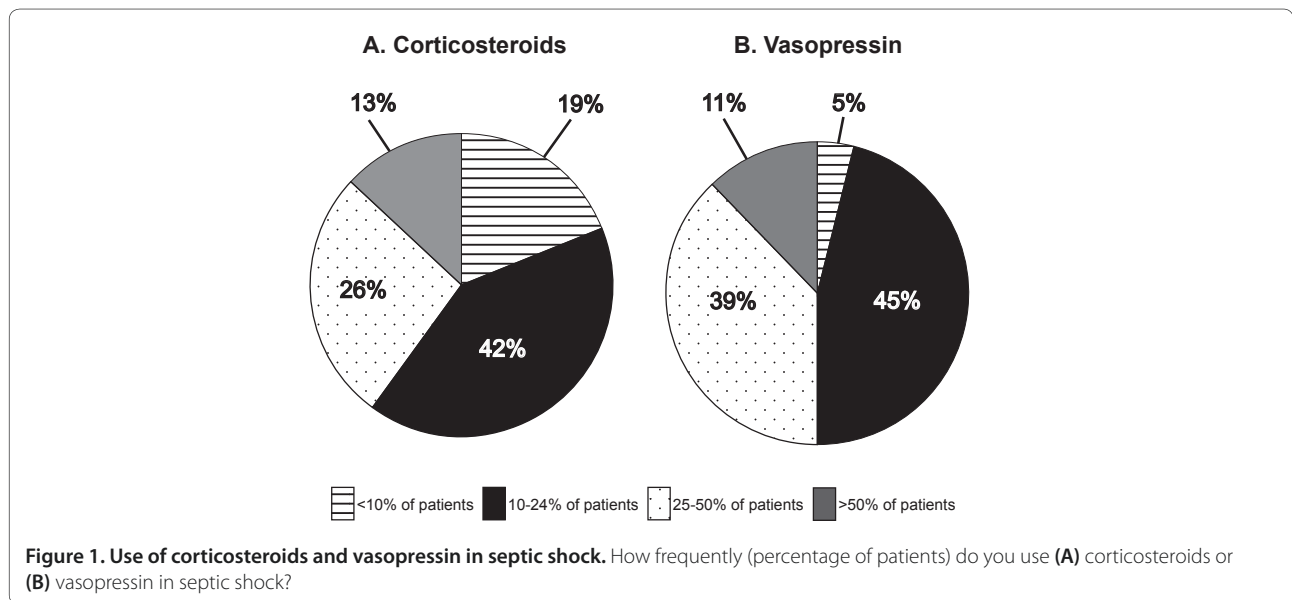 A. Corticosteroids
B. Vasopressin
13%
19%
26%
42%
11%
5%
39%
45%
<10% of patients
10-24% of patients
25-50% of patients
>50% of patients
Figure 1. Use of corticosteroids and vasopressin in septic shock. How frequently (percentage of patients) do you use (A) corticosteroids or
(B) vasopressin in septic shock?